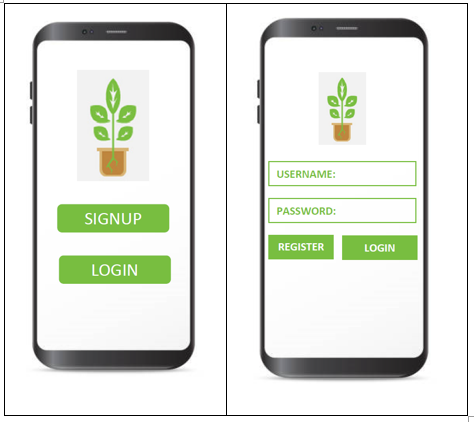 SIGNUP
LOGIN
USERNAME:
PASSWORD:
REGISTER LOGIN